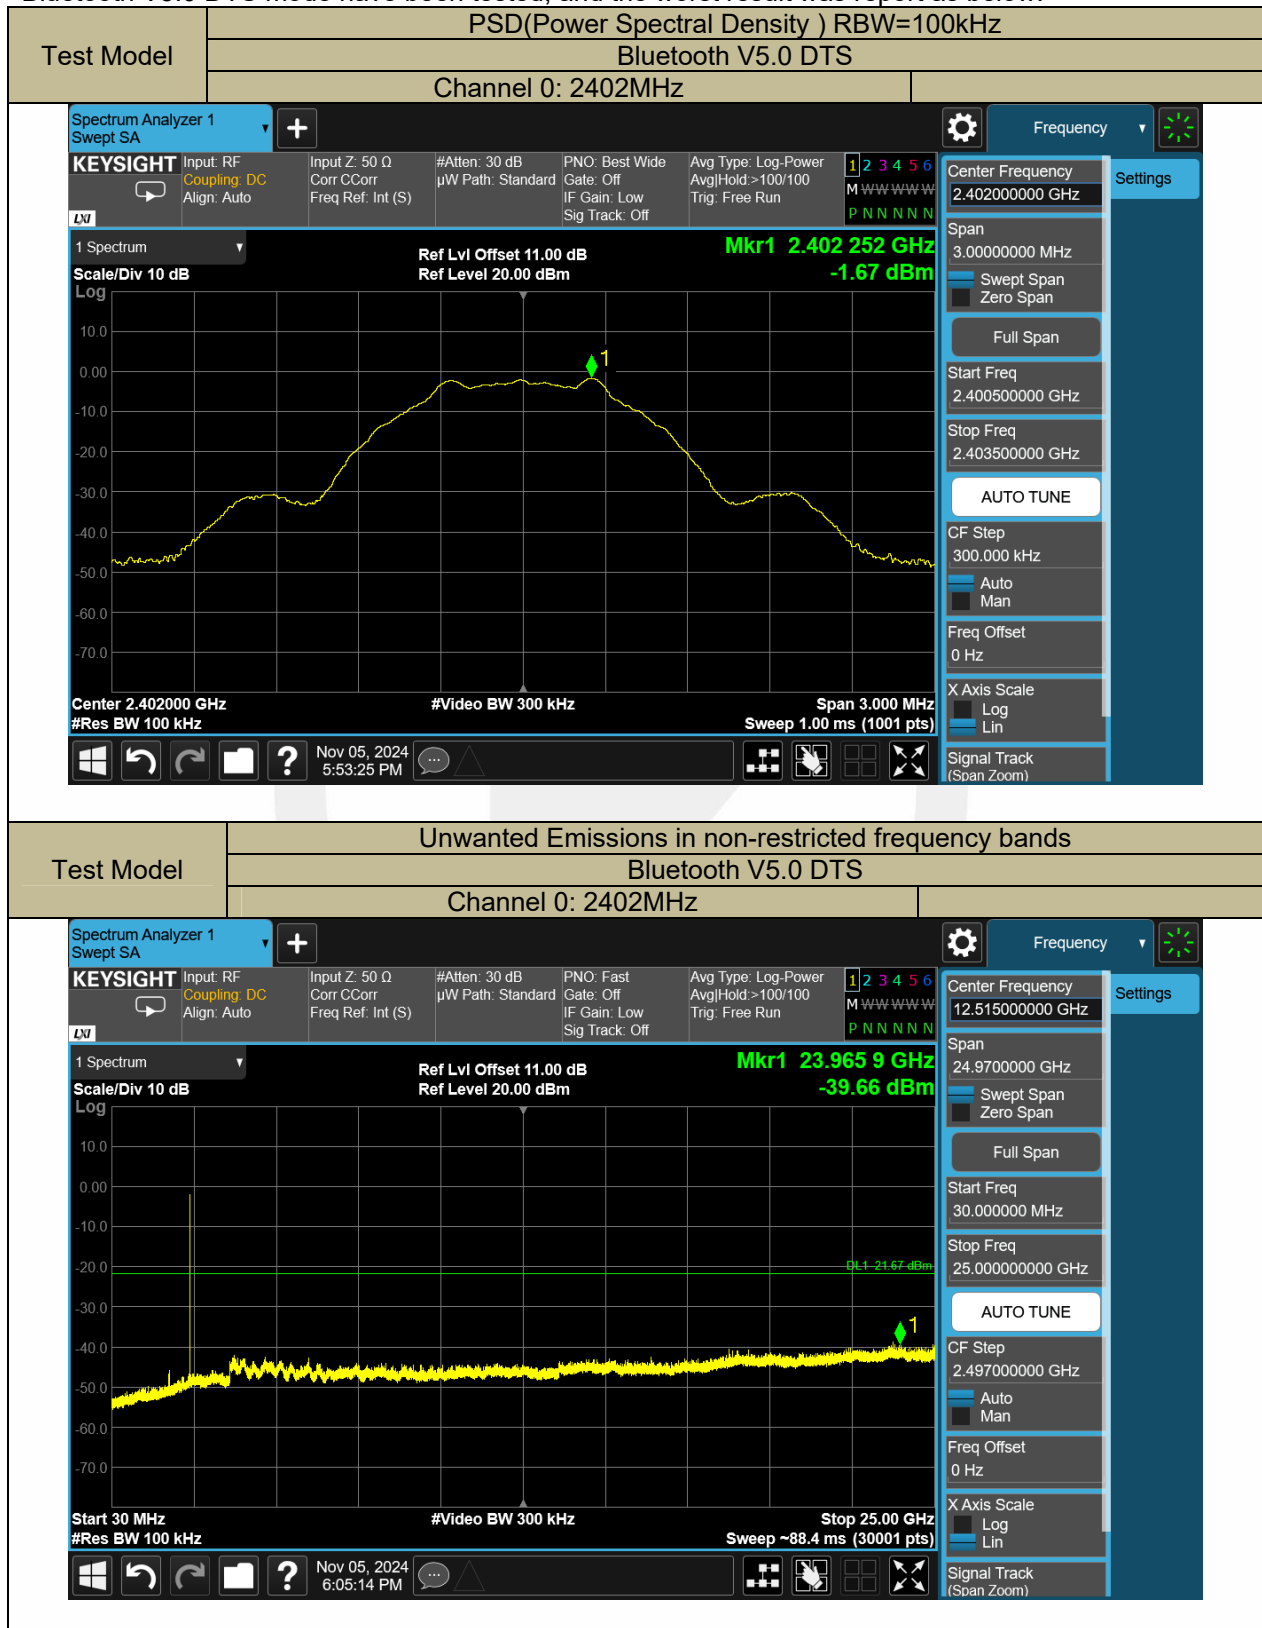 Bluetooth V5.0 DTS mode have been tested, and the worst result was report as below:
Test Model
PSD(Power Spectral Density ) RBW=100kHz
Bluetooth V5.0 DTS
Channel 0: 2402MHz
Spectrum Analyzer 1
Swept SA
+
Frequency
KEYSIGHT
LXI
Input: RF
Coupling: DC
Align: Auto
Input Z: 50 Ω
Corr CCorr
Freq Ref: Int (S)
#Atten: 30 dB
µW Path: Standard
PNO: Best Wide
Gate: Off
IF Gain: Low
Sig Track: Off
Avg Type: Log-Power
Avg|Hold:>100/100
Trig: Free Run
1 2 3 4 5 6
M W W W W W
P N N N N N
1 Spectrum
Scale/Div 10 dB
Log
Ref Lvl Offset 11.00 dB
Ref Level 20.00 dBm
Mkr1 2.402 252 GHz
-1.67 dBm
1
10.0
0.00
-10.0
-20.0
-30.0
-40.0
-50.0
-60.0
-70.0
Center 2.402000 GHz
#Res BW 100 kHz
#Video BW 300 kHz
Span 3.000 MHz
Sweep 1.00 ms (1001 pts)
?
Nov 05, 2024
5:53:25 PM
Center Frequency
2.402000000 GHz
Settings
Span
3.00000000 MHz
Swept Span
Zero Span
Full Span
Start Freq
2.400500000 GHz
Stop Freq
2.403500000 GHz
AUTO TUNE
CF Step
300.000 kHz
Auto
Man
Freq Offset
0 Hz
X Axis Scale
Log
Lin
Signal Track
(Span Zoom)
Test Model
Unwanted Emissions in non-restricted frequency bands
Bluetooth V5.0 DTS
Channel 0: 2402MHz
Spectrum Analyzer 1
Swept SA
+
Frequency
KEYSIGHT
LXI
Input: RF
Coupling: DC
Align: Auto
Input Z: 50 Ω
Corr CCorr
Freq Ref: Int (S)
#Atten: 30 dB
µW Path: Standard
PNO: Fast
Gate: Off
IF Gain: Low
Sig Track: Off
Avg Type: Log-Power
Avg|Hold:>100/100
Trig: Free Run
1 2 3 4 5 6
M W W W W W
P N N N N N
1 Spectrum
Scale/Div 10 dB
Log
Ref Lvl Offset 11.00 dB
Ref Level 20.00 dBm
Mkr1 23.965 9 GHz
-39.66 dBm
10.0
0.00
-10.0
-20.0
DL1 -21.67 dBm
-30.0
1
-40.0
-50.0
-60.0
-70.0
Start 30 MHz
#Res BW 100 kHz
#Video BW 300 kHz
Stop 25.00 GHz
Sweep ~88.4 ms (30001 pts)
?
Nov 05, 2024
6:05:14 PM
Center Frequency
12.515000000 GHz
Settings
Span
24.9700000 GHz
Swept Span
Zero Span
Full Span
Start Freq
30.000000 MHz
Stop Freq
25.000000000 GHz
AUTO TUNE
CF Step
2.497000000 GHz
Auto
Man
Freq Offset
0 Hz
X Axis Scale
Log
Lin
Signal Track
(Span Zoom)